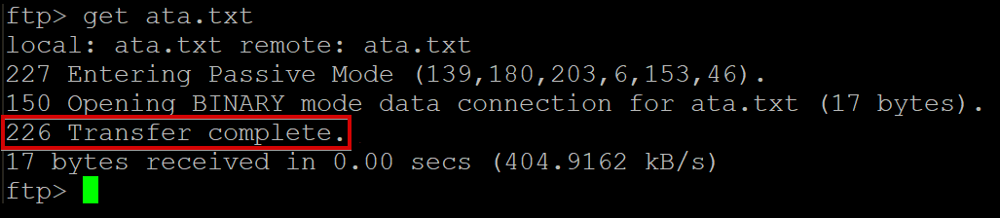 ftp> get ata.txt
local: ata.txt remote: ata.txt
227 Entering Passive Mode (139,180,203,6,153,46).
150 Opening BINARY mode data connection for ata.txt (17 bytes).
226 Transfer complete.
17 bytes received in 0.00 secs (404.9162 kB/s)
ftp>